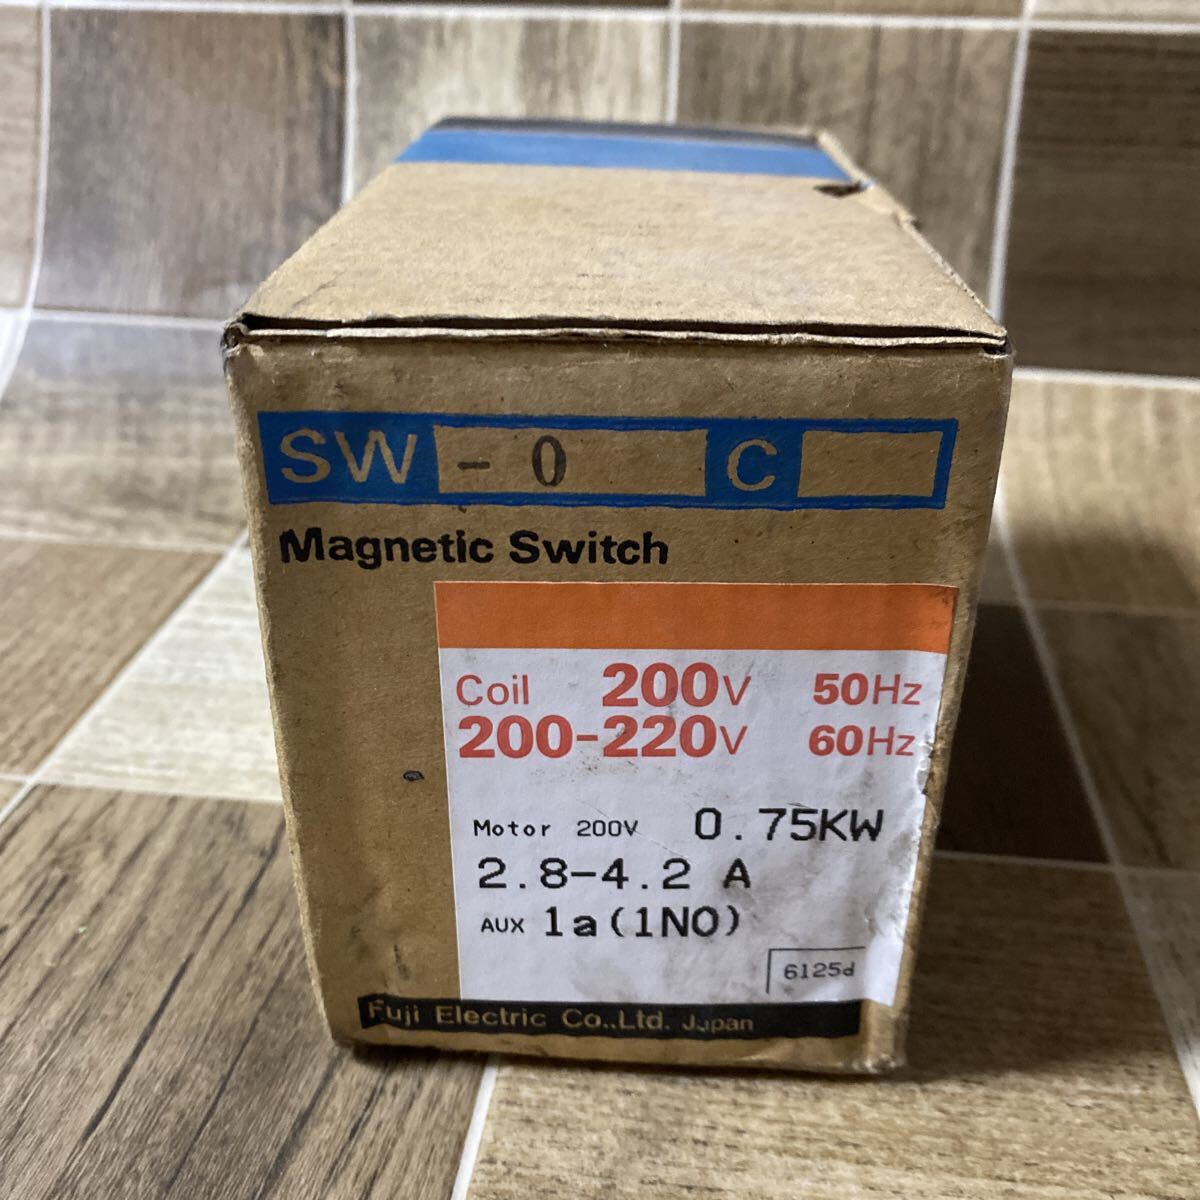 SW - 0 C
Magnetic Switch
Coil 200V 50Hz
200-220V 60Hz
Motor 200V 0.75KW
2.8-4.2 A
AUX 1a(1NO)
6125d
Fuji Electric Co.,Ltd. Japan